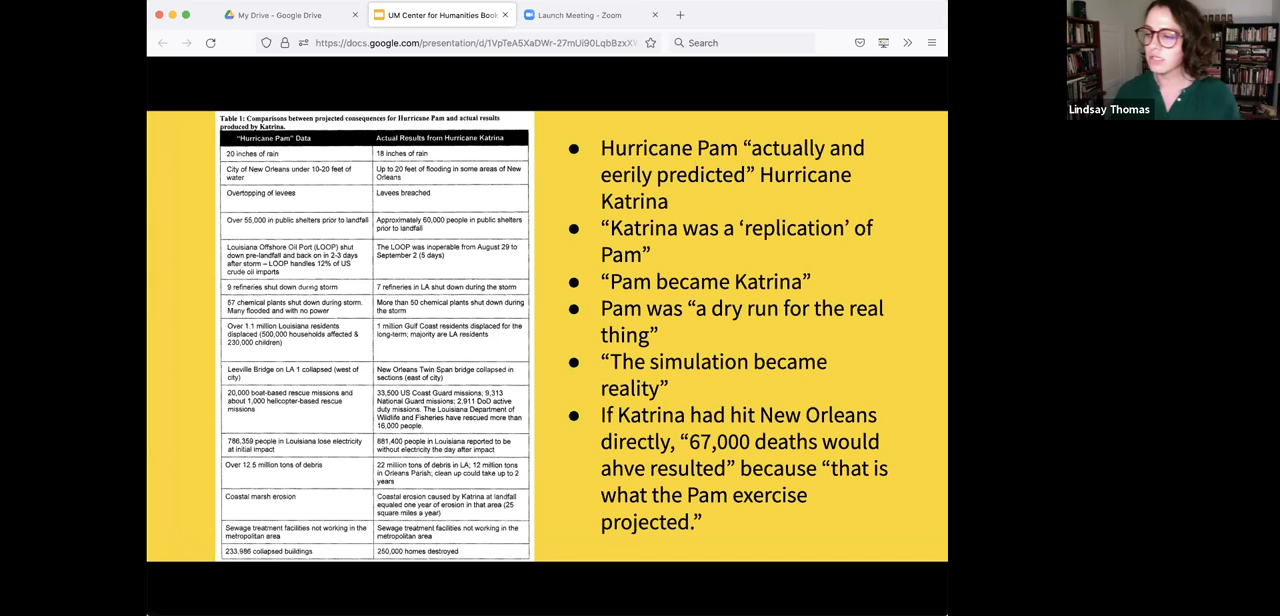 My Drive - Google Drive
UM Center for Humanities Book
Launch Meeting - Zoom
https://docs.google.com/presentation/d/1VpTeA5XaDWr-27mUi90LqbBzxXW
Search
Lindsay Thomas
Table 1: Comparisons between projected consequences for Hurricane Pam and actual results
produced by Katrina.
"Hurricane Pam" Data
Actual Results from Hurricane Katrina
20 inches of rain
18 inches of rain
City of New Orleans under 10-20 feet of
water
Up to 20 feet of flooding in some areas of New
Orleans
Overtopping of levees
Levees breached
Over 55,000 in public shelters prior to landfall
Approximately 60,000 people in public shelters
prior to landfall
Louisiana Offshore Oil Port (LOOP) shut
down pre-landfall and back on in 2-3 days
after storm – LOOP handles 12% of US
crude oil imports
The LOOP was inoperable from August 29 to
September 2 (5 days)
9 refineries shut down during storm
7 refineries in LA shut down during the storm
57 chemical plants shut down during storm.
Many flooded and with no power
More than 50 chemical plants shut down during
the storm
Over 1.1 million Louisiana residents
displaced (500,000 households affected &
230,000 children)
1 million Gulf Coast residents displaced for the
long-term; majority are LA residents
Leeville Bridge on LA 1 collapsed (west of
city)
New Orleans Twin Span bridge collapsed in
sections (east of city)
20,000 boat-based rescue missions and
about 1,000 helicopter-based rescue
missions
33,500 US Coast Guard missions; 9,313
National Guard missions; 2,911 DoD active
duty missions. The Louisiana Department of
Wildlife and Fisheries have rescued more than
16,000 people.
786,359 people in Louisiana lose electricity
at initial impact
881,400 people in Louisiana reported to be
without electricity the day after impact
Over 12.5 million tons of debris
22 million tons of debris in LA; 12 million tons
in Orleans Parish; clean up could take up to 2
years
Coastal marsh erosion
Coastal erosion caused by Katrina at landfall
equaled one year of erosion in that area (25
square miles a year)
Sewage treatment facilities not working in the
metropolitan area
Sewage treatment facilities not working in the
metropolitan area
233,986 collapsed buildings
250,000 homes destroyed
● Hurricane Pam “actually and
eerily predicted” Hurricane
Katrina
● “Katrina was a ‘replication’ of
Pam”
● “Pam became Katrina”
● Pam was “a dry run for the real
thing”
● “The simulation became
reality”
● If Katrina had hit New Orleans
directly, “67,000 deaths would
ahve resulted” because “that is
what the Pam exercise
projected.”